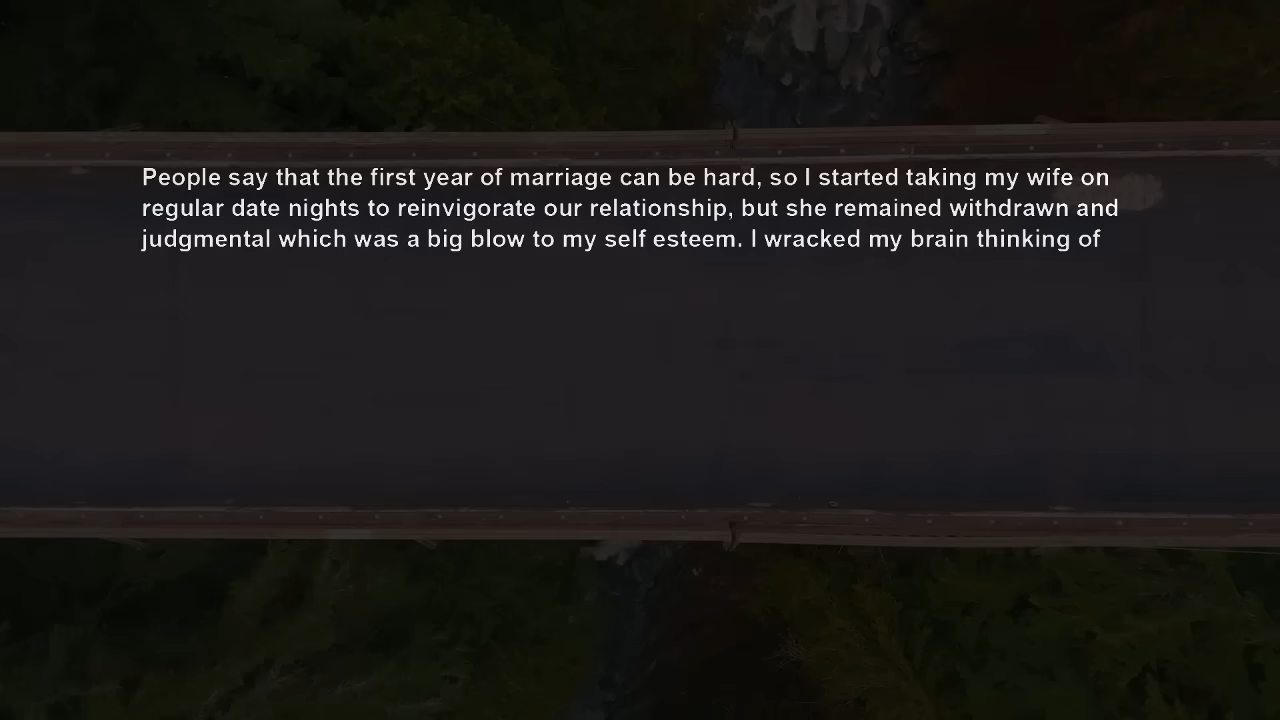 People say that the first year of marriage can be hard, so I started taking my wife on
regular date nights to reinvigorate our relationship, but she remained withdrawn and
judgmental which was a big blow to my self esteem. I wracked my brain thinking of